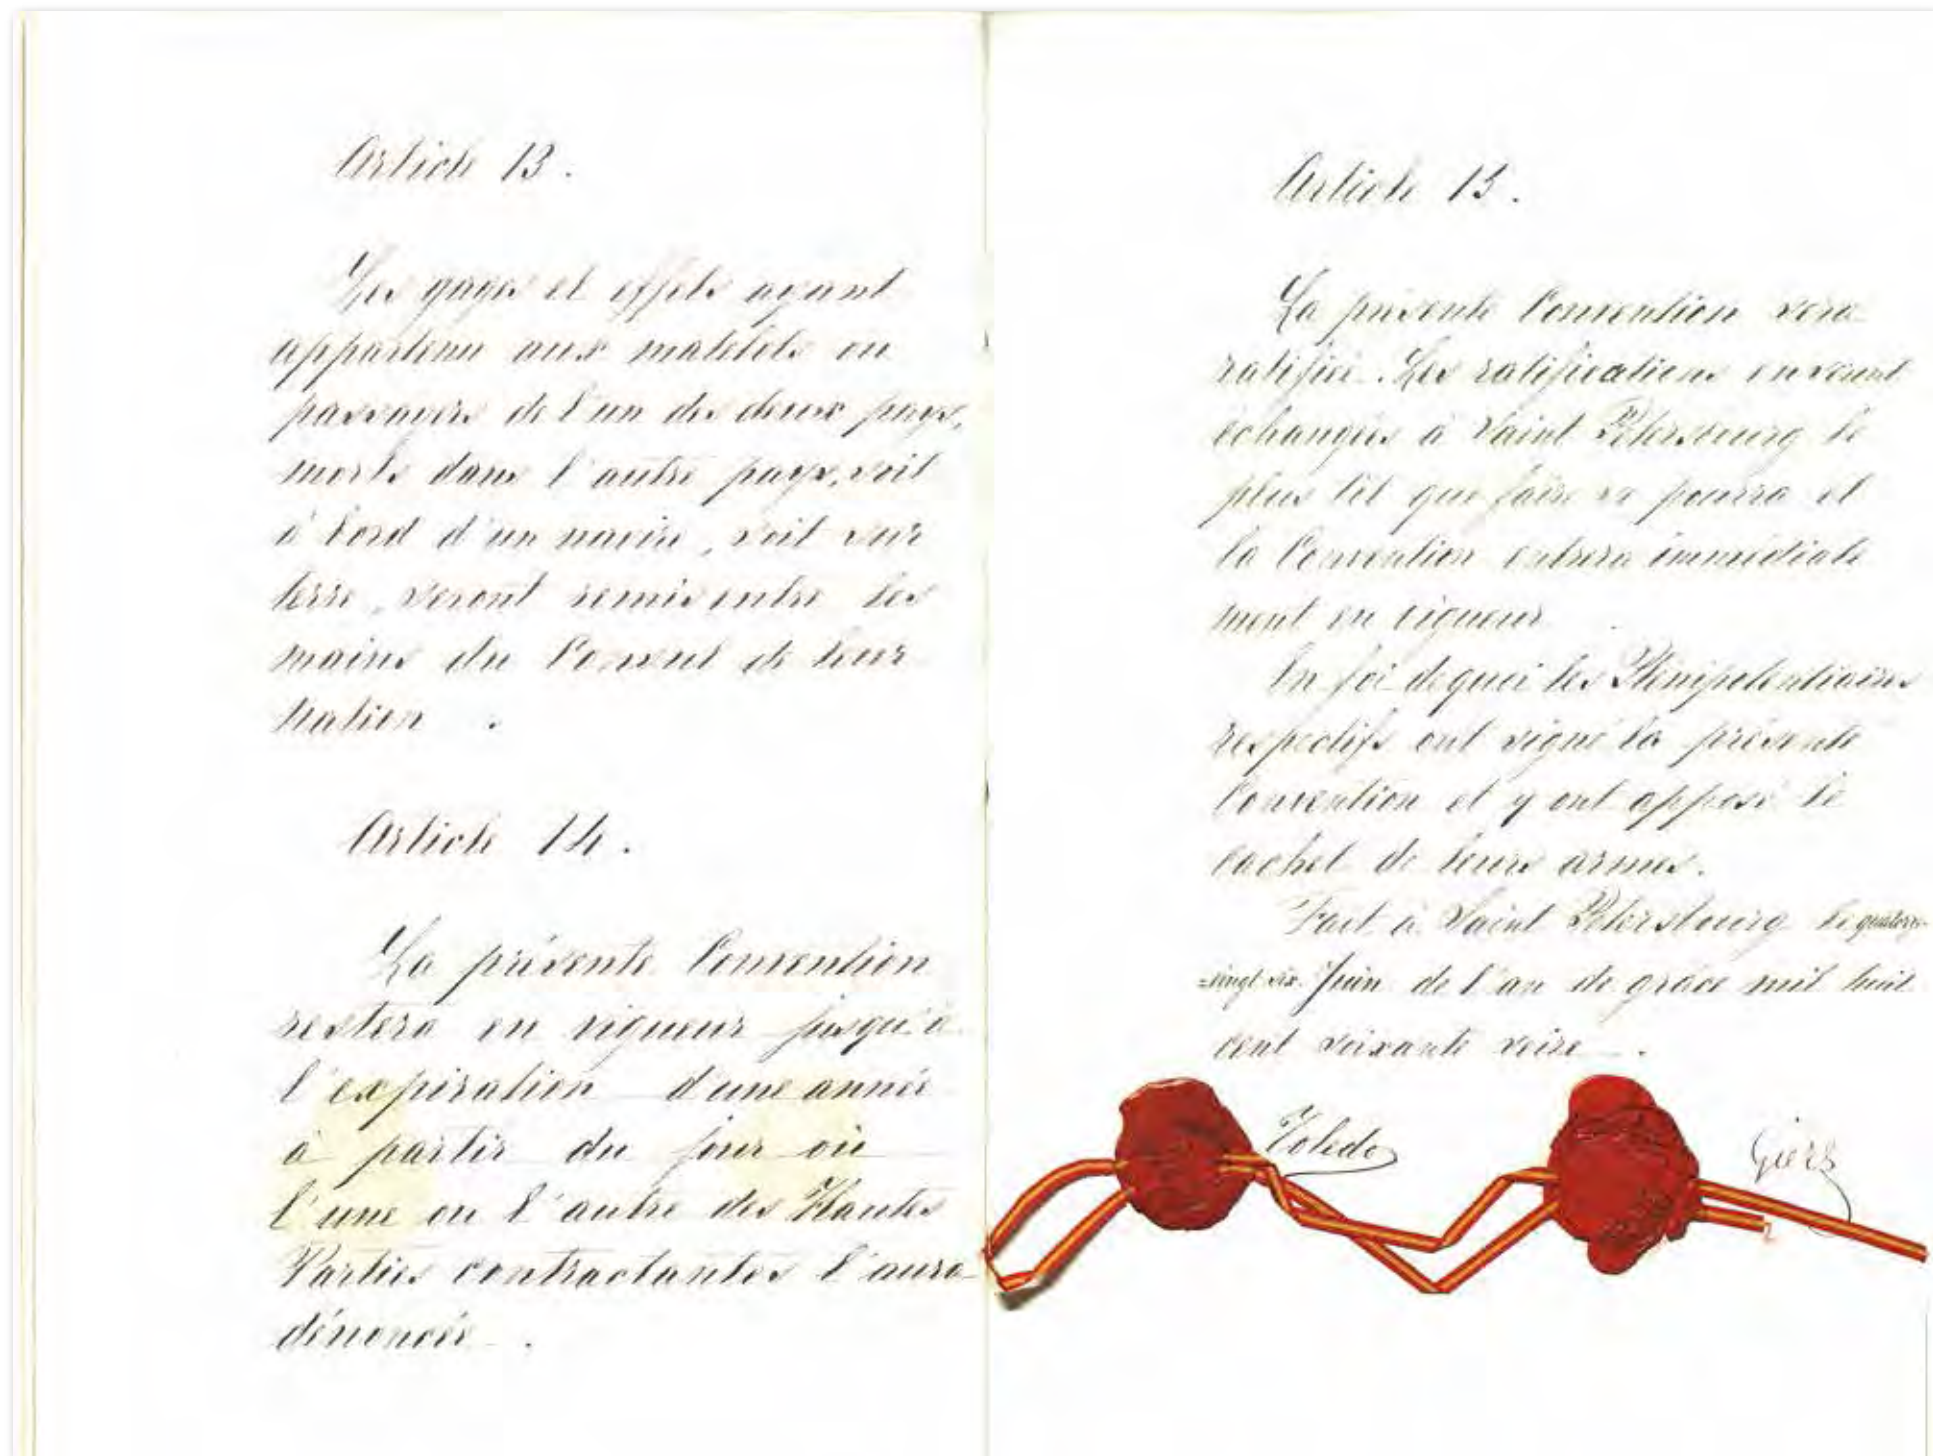 Article 13.
Les gages et effets ayant
appartenu aux matelots ou
passagers de l'un des deux pays,
morts dans l'autre pays, soit
à bord d'un navire, soit sur
terre, seront remis entre les
mains du Consul de leur
Nation.
Article 14.
La présente Convention
restera en vigueur jusqu'à
l'expiration d'une année
à partir du jour où
l'une ou l'autre des Hautes
Parties contractantes l'aura
dénoncée.
Article 15.
La présente Convention sera
ratifiée. Les ratifications en seront
échangées à Saint Pétersbourg le
plus tôt que faire se pourra et
la Convention entrera immédiate
ment en vigueur
En foi de quoi les Plénipotentiaires
respectifs ont signé la présente
Convention et y ont apposé le
cachet de leurs armes.
Fait à Saint Pétersbourg le quatorze
vingt six Juin de l'an de grâce mil huit
cent soixante seize.
Toledo
Giers